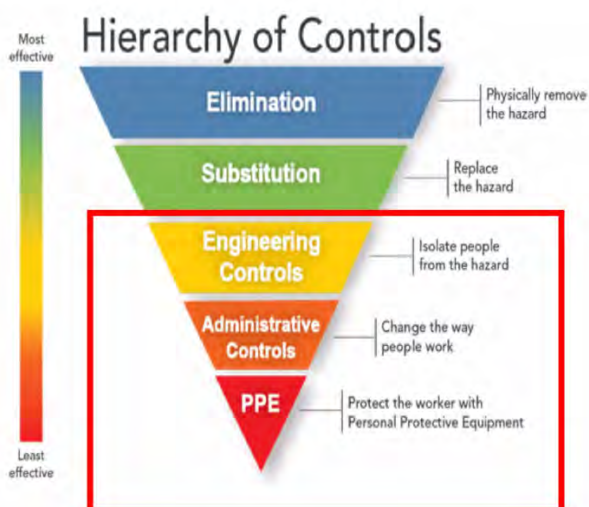 Hierarchy of Controls
Most
effective
Elimination
Physically remove
the hazard
Substitution
Replace
the hazard
Engineering
Controls
Isolate people
from the hazard
Administrative
Controls
Change the way
people work
PPE
Protect the worker with
Personal Protective Equipment
Least
effective